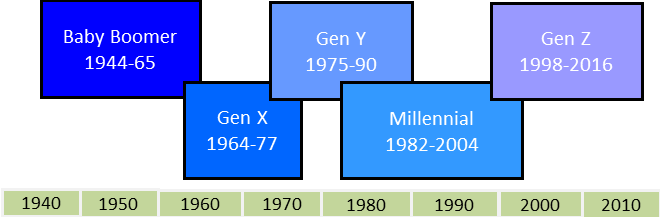 Baby Boomer
1944-65
Gen X
1964-77
Gen Y
1975-90
Millennial
1982-2004
Gen Z
1998-2016
1940 1950 1960 1970 1980 1990 2000 2010